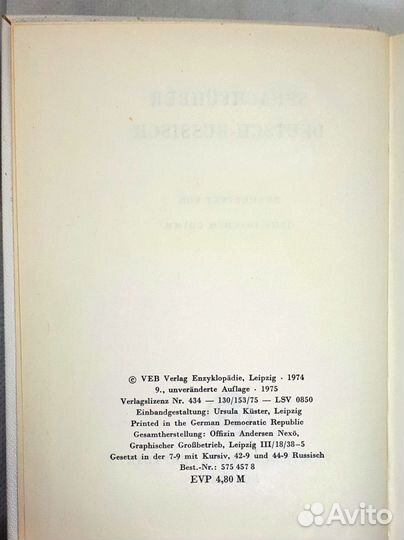 © VEB Verlag Enzyklopädie, Leipzig · 1974
9., unveränderte Auflage · 1975
Verlagslizenz Nr. 434 — 130/153/75 — LSV 0850
Einbandgestaltung: Ursula Küster, Leipzig
Printed in the German Democratic Republic
Gesamtherstellung: Offizin Andersen Nexö,
Graphischer Großbetrieb, Leipzig III/18/38-5
Gesetzt in der 7-9 mit Kursiv, 42-9 und 44-9 Russisch
Best.-Nr.: 575 457 8
EVP 4,80 M
Avito